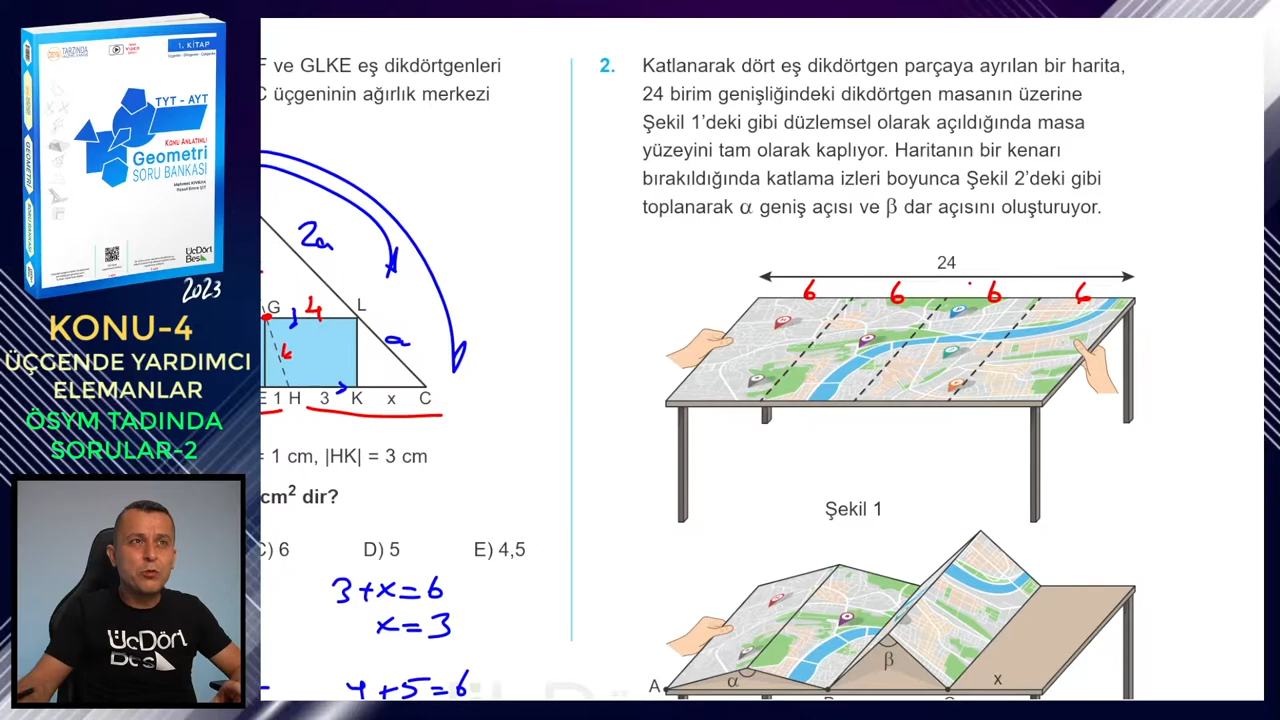 TARZINDA
1. KİTAP
TYT - AYT
KONU ANLATIMLI
Geometri
SORU BANKASI
ÜçDört
Beş
2023
KONU-4
ÜÇGENDE YARDIMCI
ELEMANLAR
ÖSYM TADINDA
SORULAR-2
ÜçDört
Beş
F ve GLKE eş dikdörtgenleri
C üçgeninin ağırlık merkezi
2a
G
4
L
k
a
E 1 H 3 K x C
= 1 cm, |HK| = 3 cm
cm² dir?
C) 6 D) 5 E) 4,5
3+x=6
x=3
4+5=6
2. Katlanarak dört eş dikdörtgen parçaya ayrılan bir harita,
24 birim genişliğindeki dikdörtgen masanın üzerine
Şekil 1'deki gibi düzlemsel olarak açıldığında masa
yüzeyini tam olarak kaplıyor. Haritanın bir kenarı
bırakıldığında katlama izleri boyunca Şekil 2'deki gibi
toplanarak α geniş açısı ve β dar açısını oluşturuyor.
24
6 6 6 6
Şekil 1
β
α
x
A